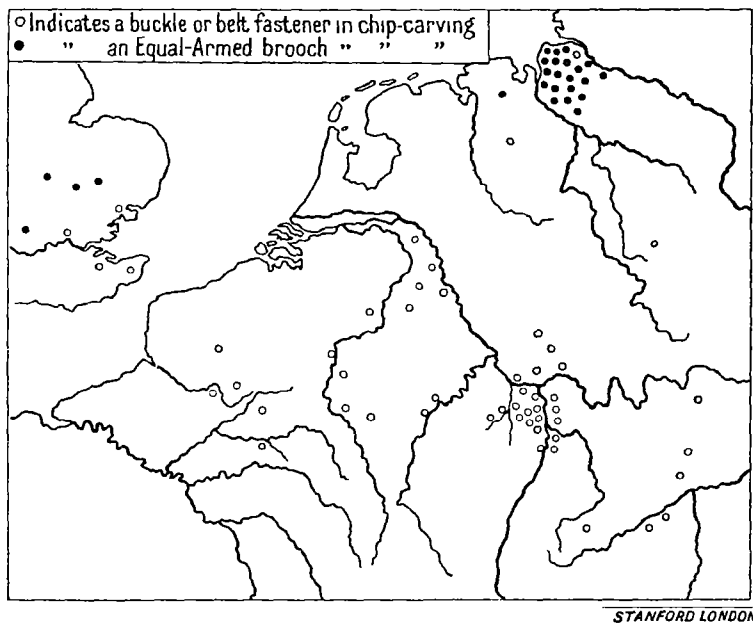 ○ Indicates a buckle or belt fastener in chip-carving
● " an Equal-Armed brooch " " "
STANFORD LONDON